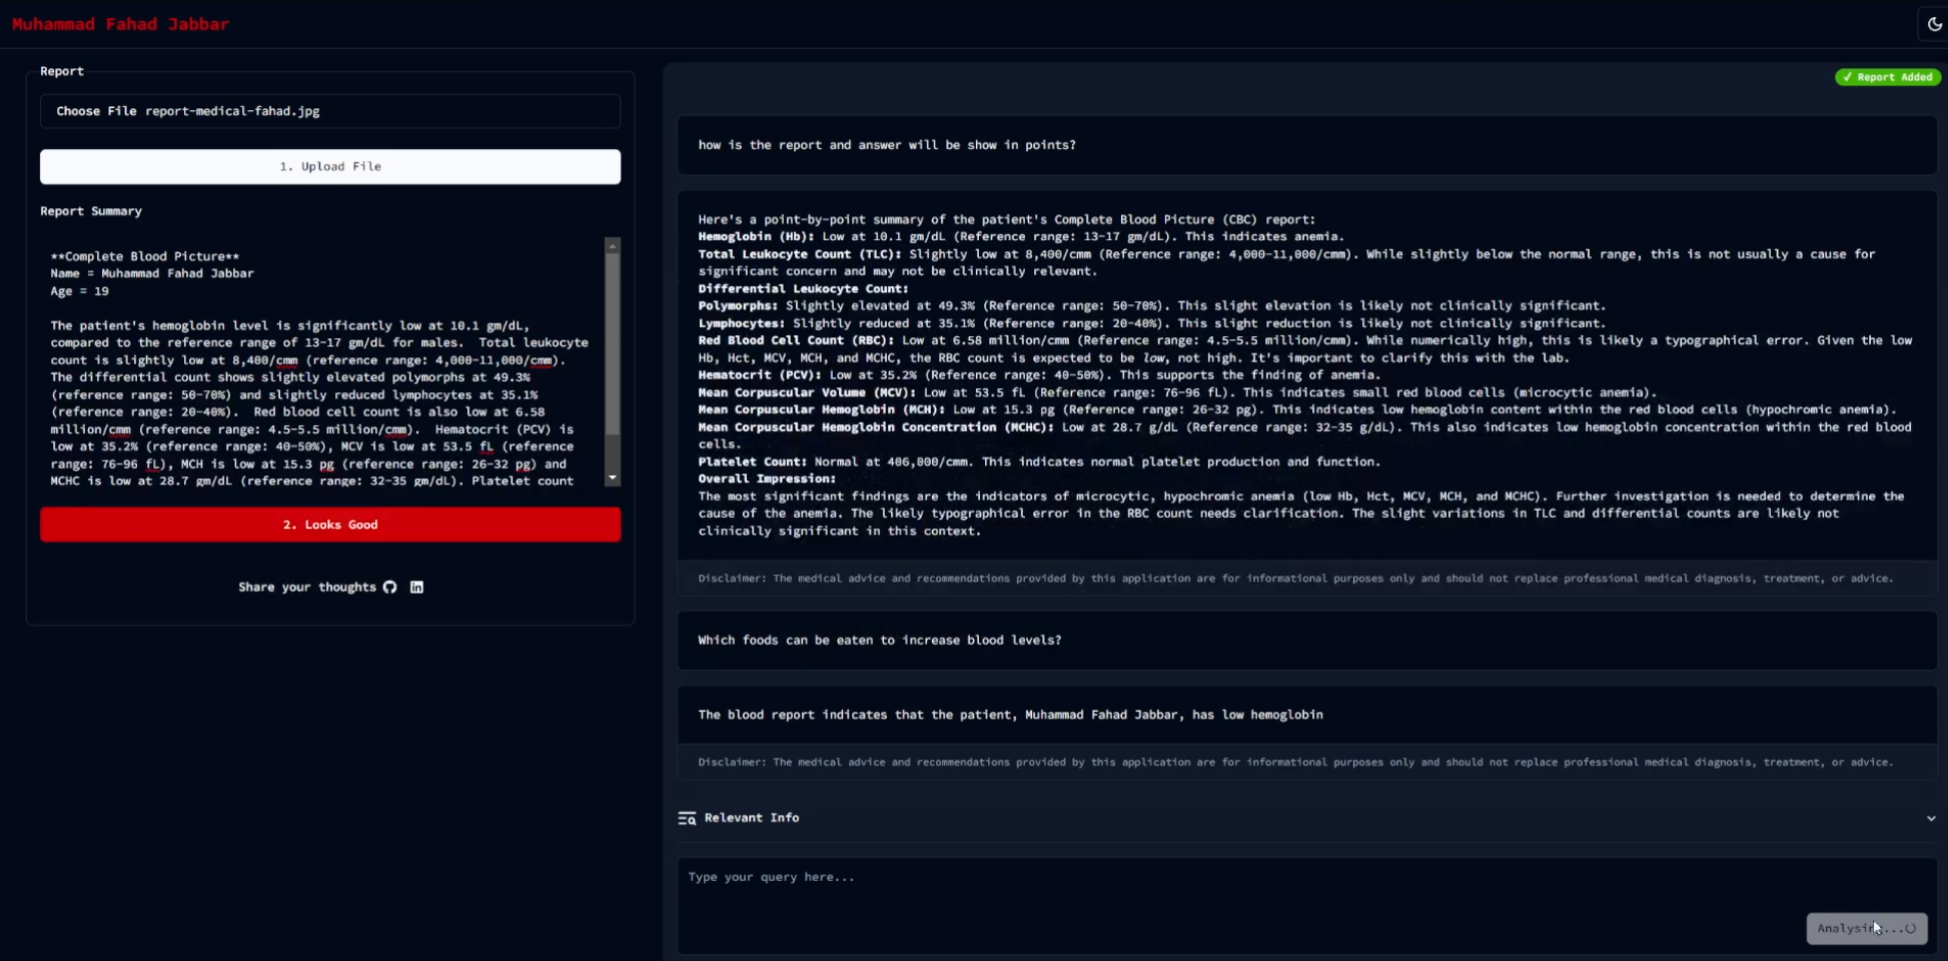 Muhammad Fahad Jabbar
Report
Choose File report-medical-fahad.jpg
1. Upload File
Report Summary
**Complete Blood Picture**
Name = Muhammad Fahad Jabbar
Age = 19
The patient's hemoglobin level is significantly low at 10.1 gm/dL,
compared to the reference range of 13-17 gm/dL for males.  Total leukocyte
count is slightly low at 8,400/cmm (reference range: 4,000-11,000/cmm).
The differential count shows slightly elevated polymorphs at 49.3%
(reference range: 50-70%) and slightly reduced lymphocytes at 35.1%
(reference range: 20-40%).  Red blood cell count is also low at 6.58
million/cmm (reference range: 4.5-5.5 million/cmm).  Hematocrit (PCV) is
low at 35.2% (reference range: 40-50%), MCV is low at 53.5 fL (reference
range: 76-96 fL), MCH is low at 15.3 pg (reference range: 26-32 pg) and
MCHC is low at 28.7 gm/dL (reference range: 32-35 gm/dL). Platelet count
2. Looks Good
Share your thoughts
✓ Report Added
how is the report and answer will be show in points?
Here's a point-by-point summary of the patient's Complete Blood Picture (CBC) report:
Hemoglobin (Hb): Low at 10.1 gm/dL (Reference range: 13-17 gm/dL). This indicates anemia.
Total Leukocyte Count (TLC): Slightly low at 8,400/cmm (Reference range: 4,000-11,000/cmm). While slightly below the normal range, this is not usually a cause for
significant concern and may not be clinically relevant.
Differential Leukocyte Count:
Polymorphs: Slightly elevated at 49.3% (Reference range: 50-70%). This slight elevation is likely not clinically significant.
Lymphocytes: Slightly reduced at 35.1% (Reference range: 20-40%). This slight reduction is likely not clinically significant.
Red Blood Cell Count (RBC): Low at 6.58 million/cmm (Reference range: 4.5-5.5 million/cmm). While numerically high, this is likely a typographical error. Given the low
Hb, Hct, MCV, MCH, and MCHC, the RBC count is expected to be low, not high. It's important to clarify this with the lab.
Hematocrit (PCV): Low at 35.2% (Reference range: 40-50%). This supports the finding of anemia.
Mean Corpuscular Volume (MCV): Low at 53.5 fL (Reference range: 76-96 fL). This indicates small red blood cells (microcytic anemia).
Mean Corpuscular Hemoglobin (MCH): Low at 15.3 pg (Reference range: 26-32 pg). This indicates low hemoglobin content within the red blood cells (hypochromic anemia).
Mean Corpuscular Hemoglobin Concentration (MCHC): Low at 28.7 g/dL (Reference range: 32-35 g/dL). This also indicates low hemoglobin concentration within the red blood
cells.
Platelet Count: Normal at 406,000/cmm. This indicates normal platelet production and function.
Overall Impression:
The most significant findings are the indicators of microcytic, hypochromic anemia (low Hb, Hct, MCV, MCH, and MCHC). Further investigation is needed to determine the
cause of the anemia. The likely typographical error in the RBC count needs clarification. The slight variations in TLC and differential counts are likely not
clinically significant in this context.
Disclaimer: The medical advice and recommendations provided by this application are for informational purposes only and should not replace professional medical diagnosis, treatment, or advice.
Which foods can be eaten to increase blood levels?
The blood report indicates that the patient, Muhammad Fahad Jabbar, has low hemoglobin
Disclaimer: The medical advice and recommendations provided by this application are for informational purposes only and should not replace professional medical diagnosis, treatment, or advice.
Relevant Info
Type your query here...
Analysing...